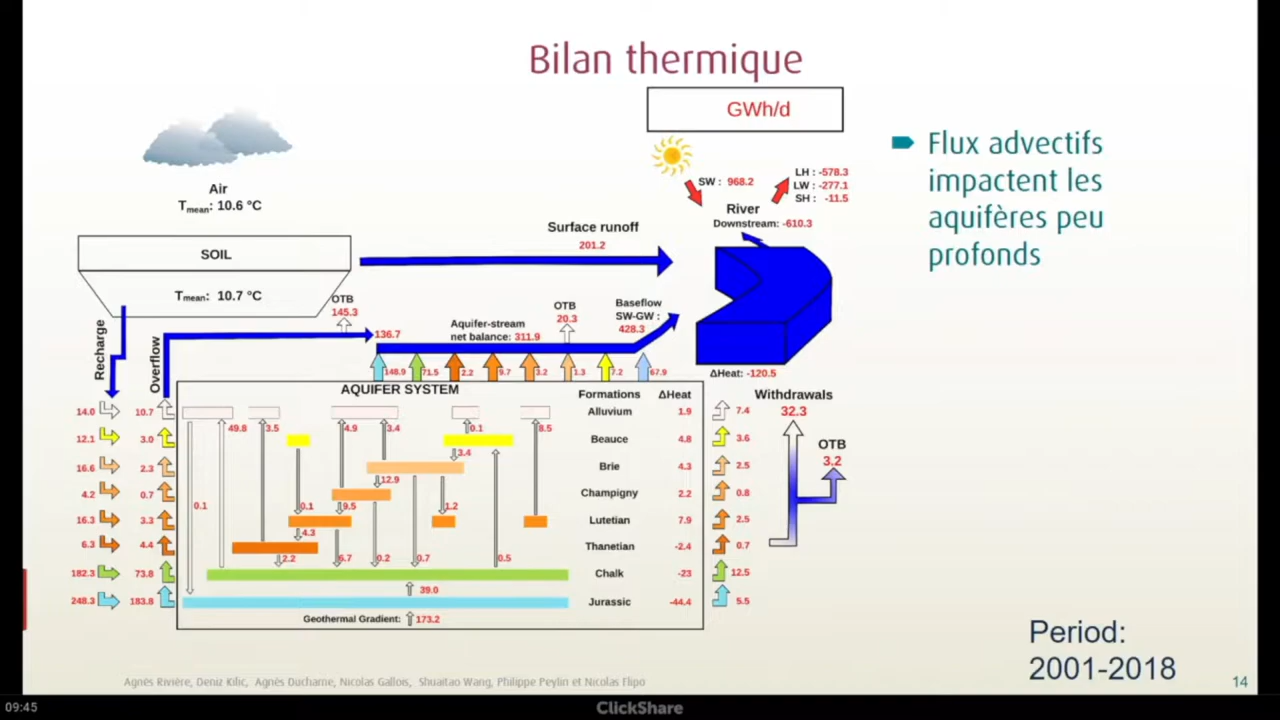 Bilan thermique
GWh/d
Flux advectifs
impactent les
aquifères peu
profonds
Air
Tmean: 10.6 °C
SOIL
Tmean: 10.7 °C
SW : 968.2
LH : -578.3
LW : -277.1
SH : -11.5
River
Downstream: -610.3
Surface runoff
201.2
OTB
145.3
136.7
Aquifer-stream
net balance: 311.9
OTB
20.3
Baseflow
SW-GW :
428.3
Recharge
Overflow
148.9 71.5 2.2 9.7 3.2 1.3 7.2 67.9
ΔHeat: -120.5
AQUIFER SYSTEM
Formations ΔHeat
Withdrawals
32.3
OTB
3.2
14.0 10.7 Alluvium 1.9 7.4
49.8 3.5 4.9 3.4 0.1 8.5
12.1 3.0 Beauce 4.8 3.6
3.4
16.6 2.3 Brie 4.3 2.5
12.9
4.2 0.7 Champigny 2.2 0.8
0.1 0.1 9.5 1.2
16.3 3.3 Lutetian 7.9 2.5
4.3
6.3 4.4 Thanetian -2.4 0.7
2.2 6.7 0.2 0.7 0.5
182.3 73.8 Chalk -23 12.5
39.0
248.3 183.8 Jurassic -44.4 5.5
Geothermal Gradient: 173.2
Period:
2001-2018
Agnès Rivière, Deniz Kilic, Agnès Ducharne, Nicolas Gallos, Shuaitao Wang, Philippe Peylin et Nicolas Flipo
14
09:45
ClickShare